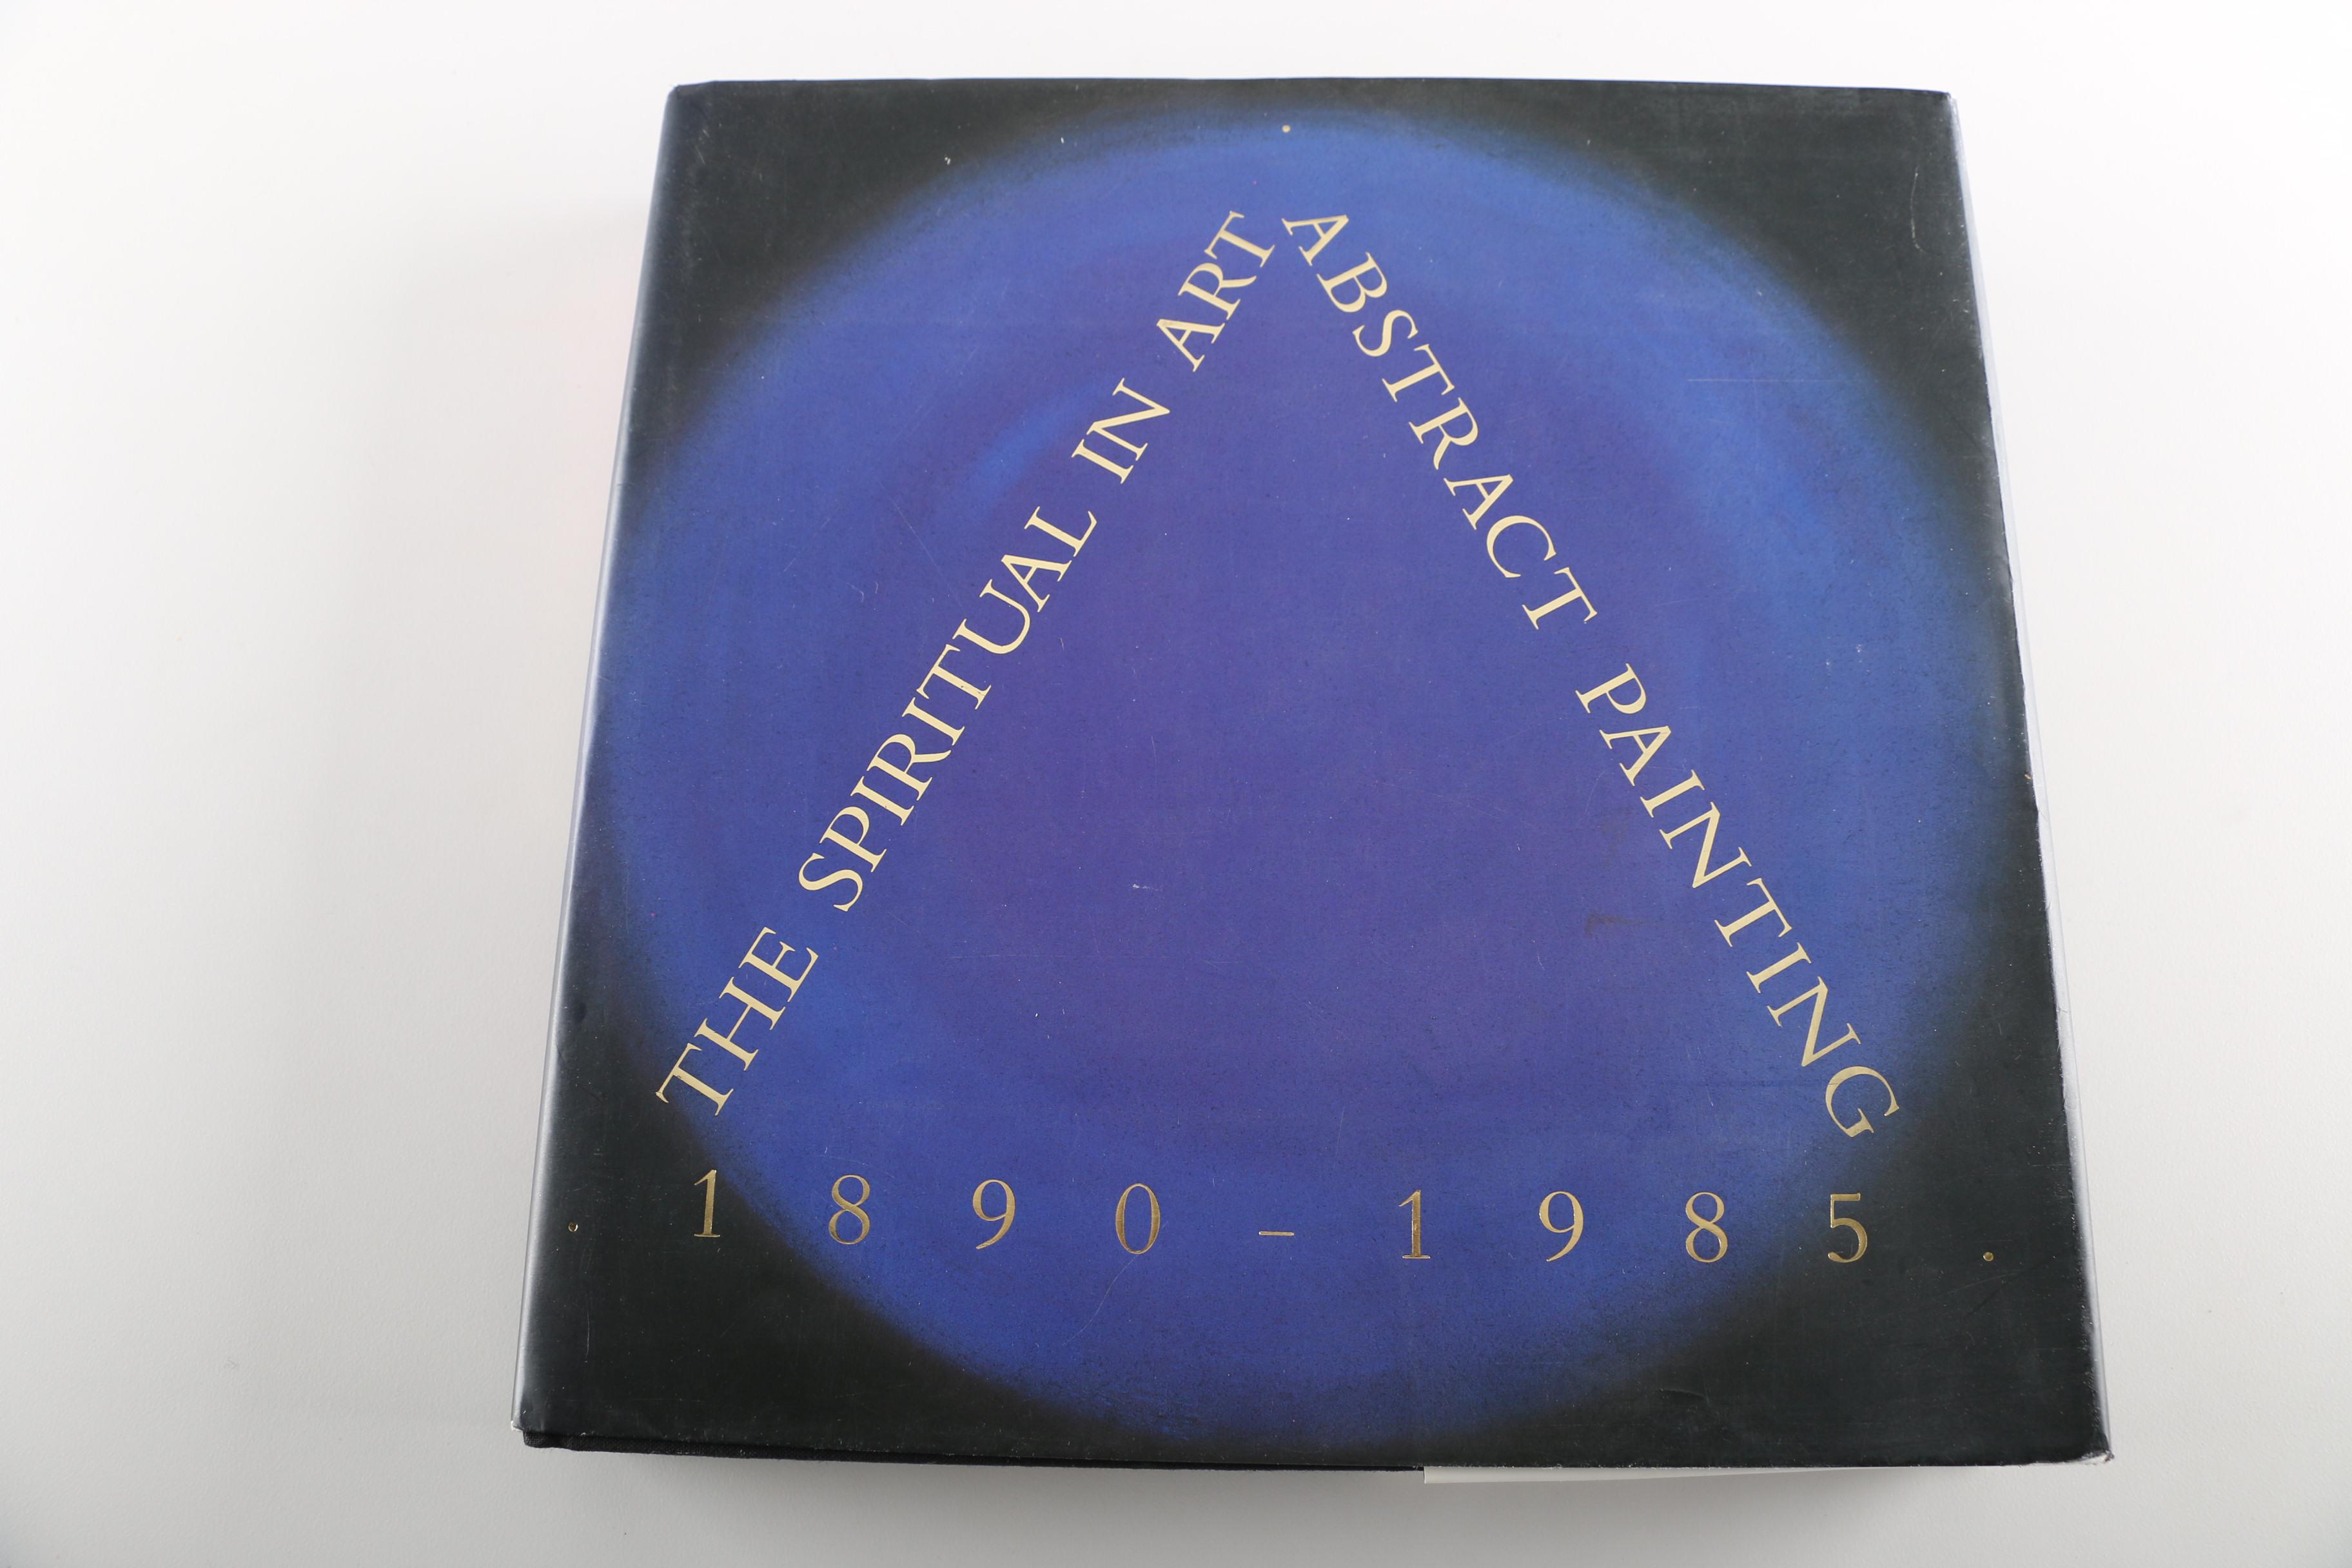 THE SPIRITUAL IN ART
ABSTRACT PAINTING
1890–1985